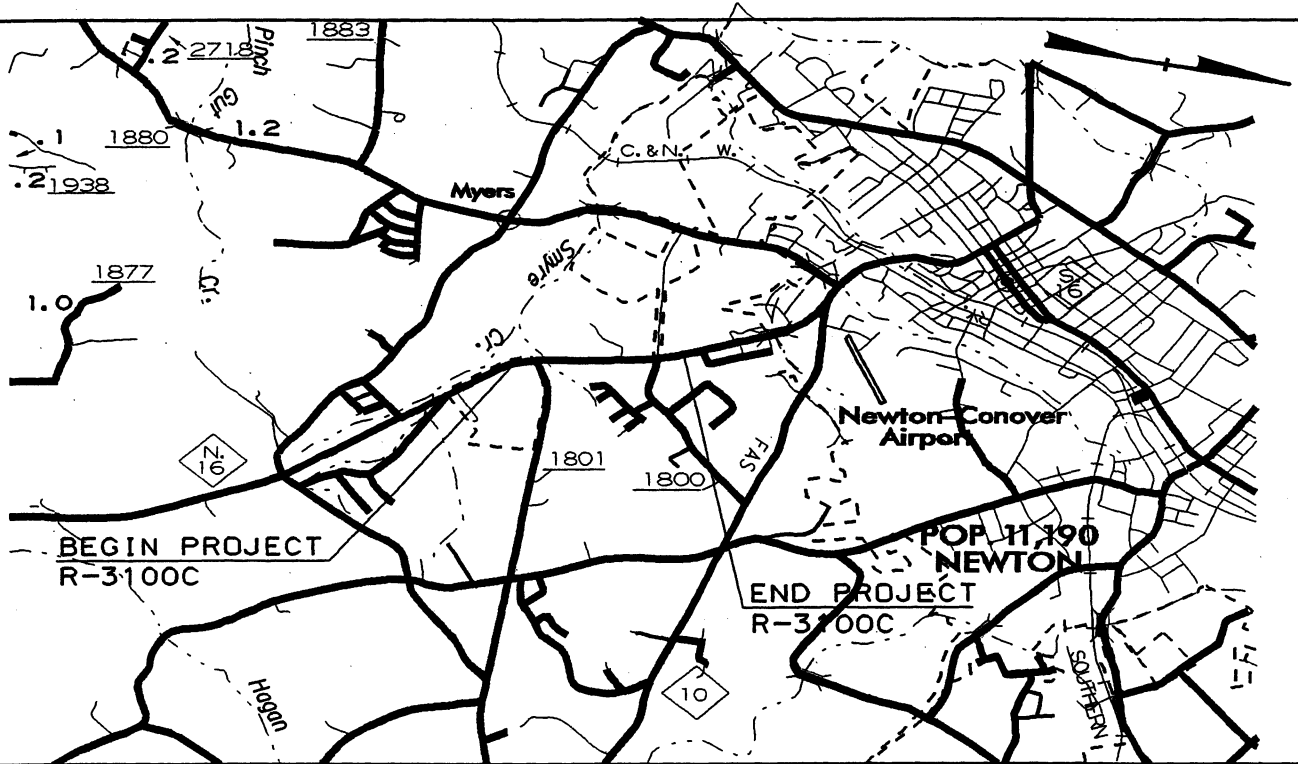 1883
Pinch
.2
2718
Gut
1880
1.2
.1
.2
1938
C. & N. W.
Myers
Smyre
Cr.
1877
1.0
Cr.
S.
16
RY.
Newton-Conover
Airport
N.
16
1801
1800
FAS
BEGIN PROJECT
R-3100C
POP. 11,190
NEWTON
END PROJECT
R-3100C
Hogan
10
SOUTHERN